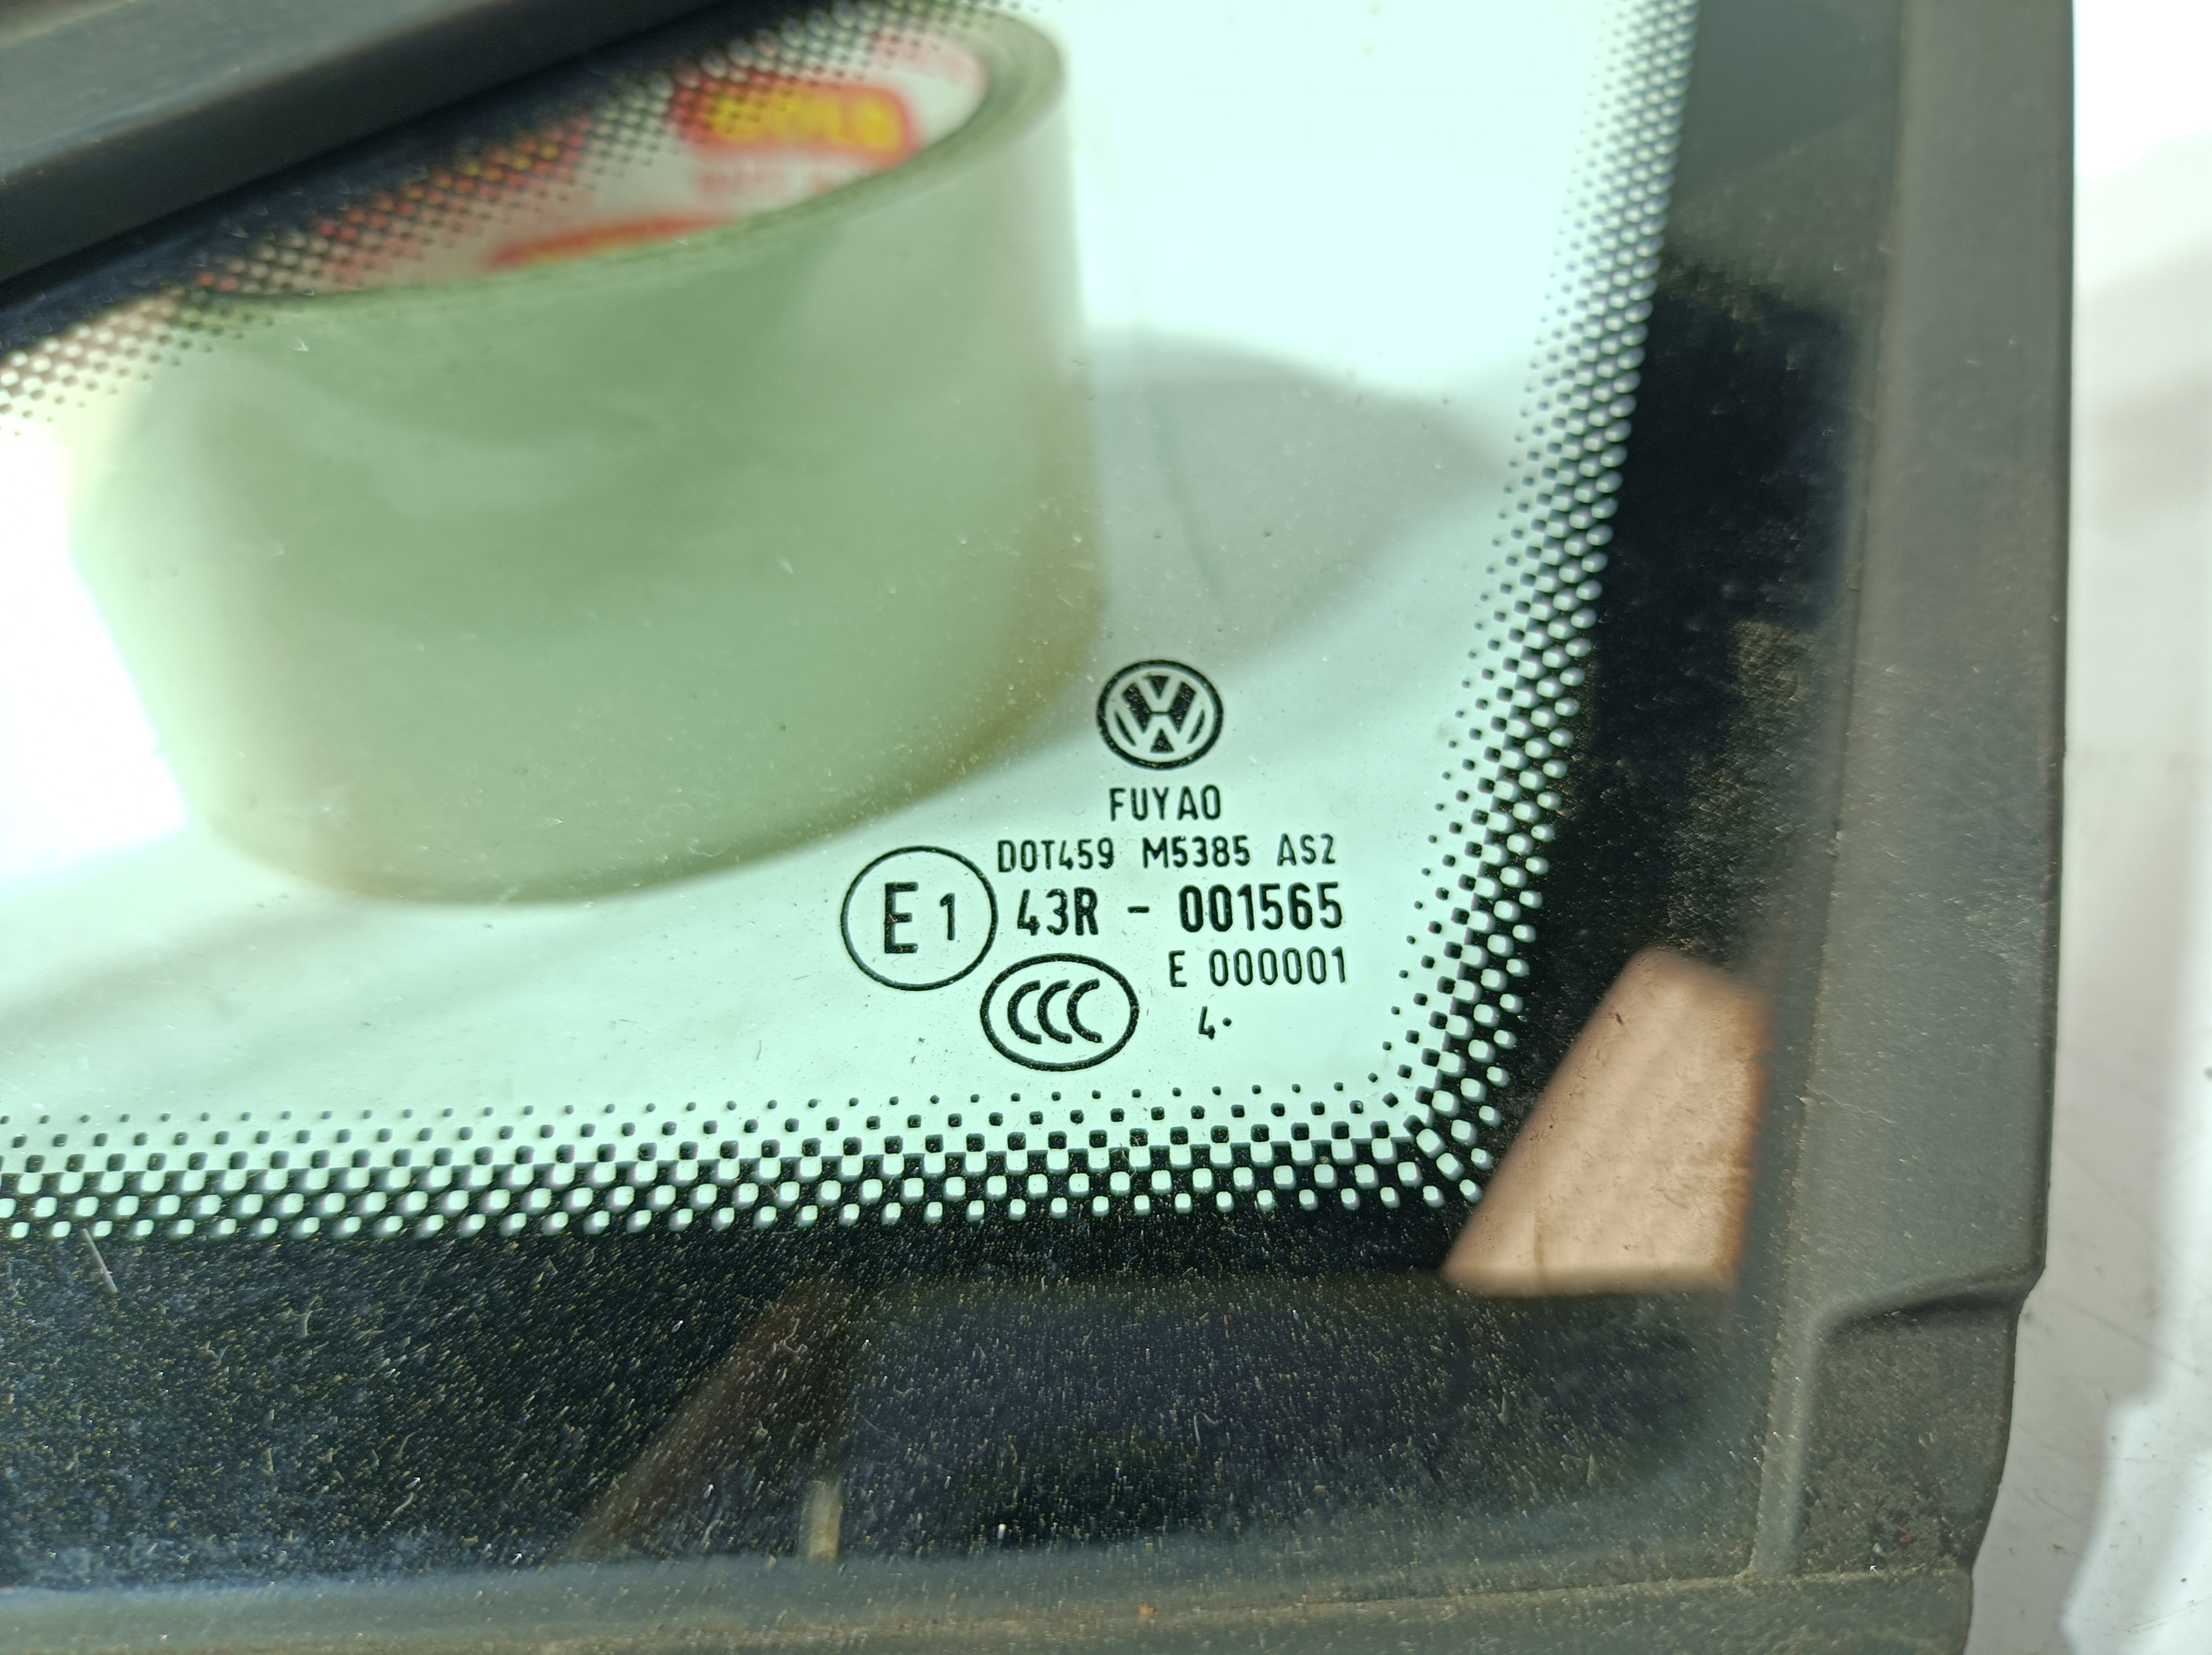 FUYAO
DOT459 M5385 AS2
E1 43R - 001565
E 000001
CCC 4·